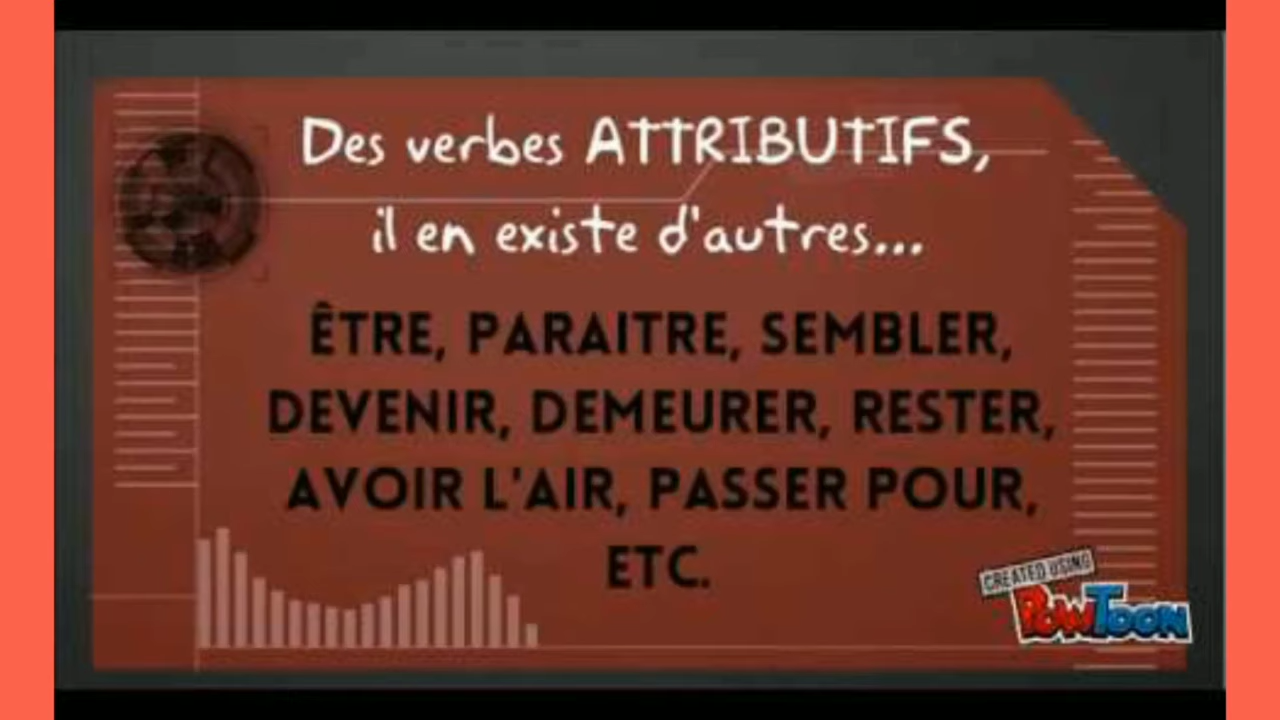 Des verbes ATTRIBUTIFS,
il en existe d'autres...
ÊTRE, PARAITRE, SEMBLER,
DEVENIR, DEMEURER, RESTER,
AVOIR L'AIR, PASSER POUR,
ETC.
CREATED USING
POWTOON